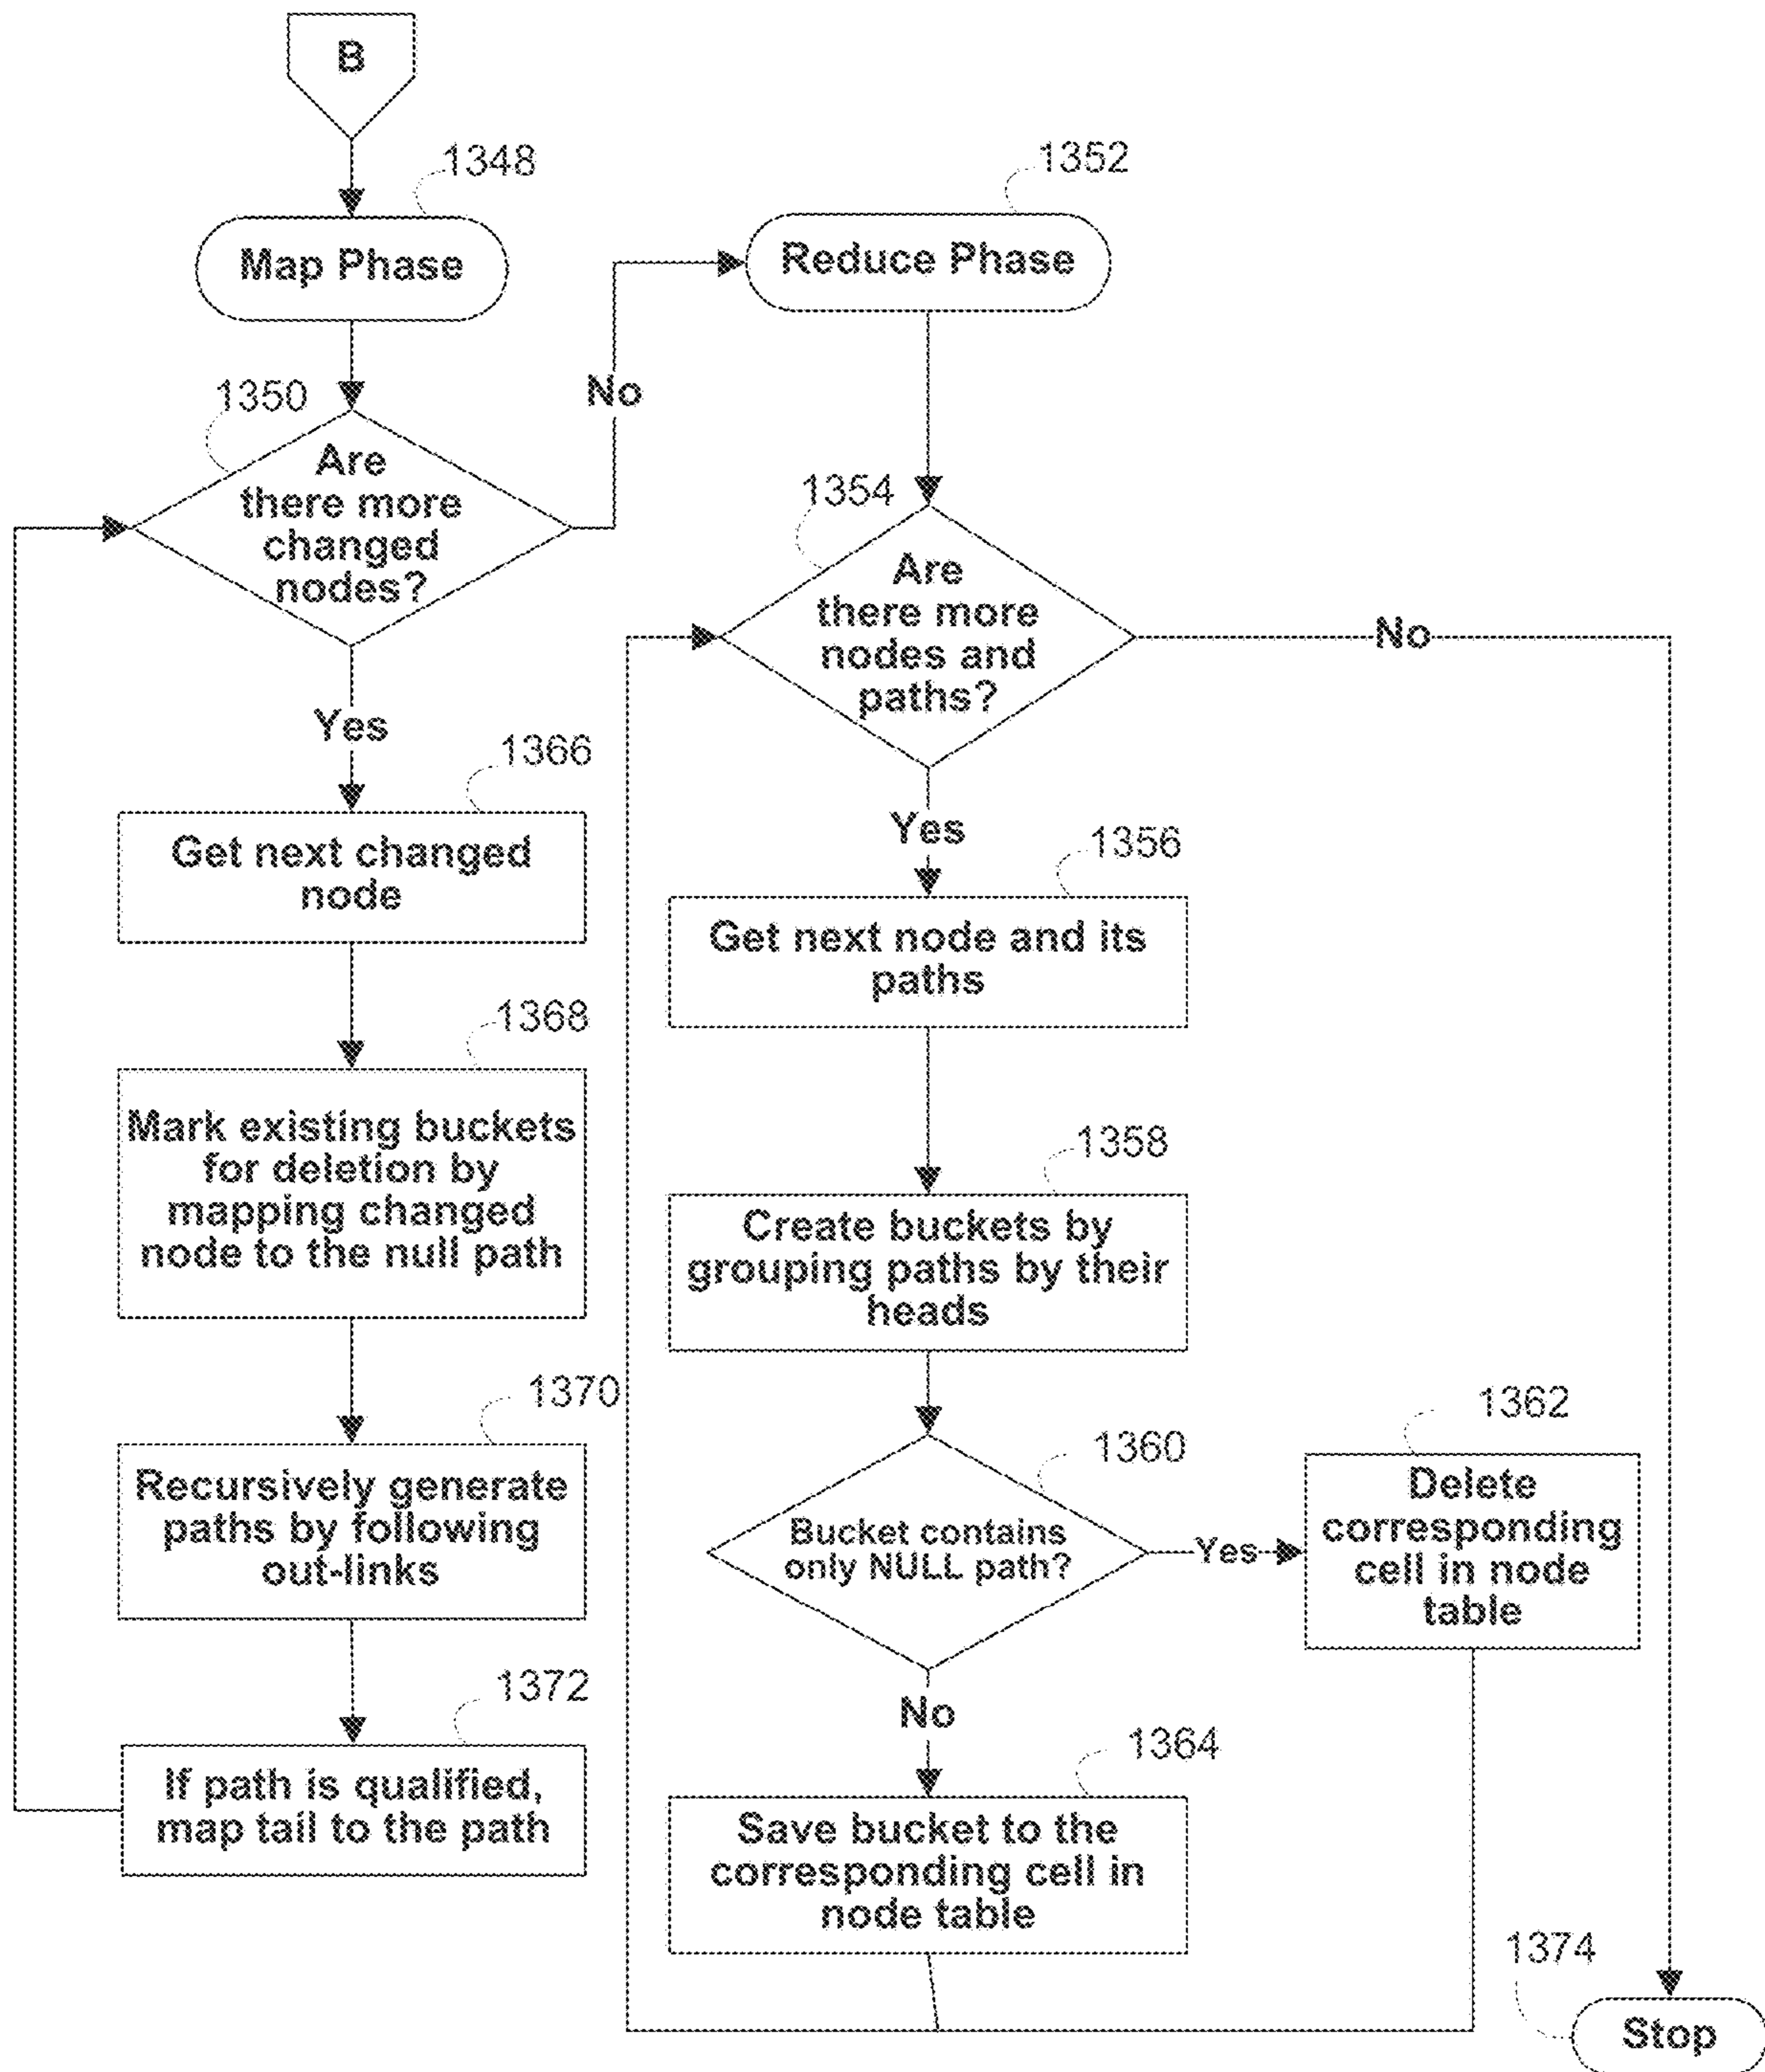 B
1348
Map Phase
1350
Are
there more
changed
nodes?
No
Yes
1366
Get next changed
node
1368
Mark existing buckets
for deletion by
mapping changed
node to the null path
1370
Recursively generate
paths by following
out-links
1372
If path is qualified,
map tail to the path
1352
Reduce Phase
1354
Are
there more
nodes and
paths?
No
Yes
1356
Get next node and its
paths
1358
Create buckets by
grouping paths by their
heads
1360
Bucket contains
only NULL path?
Yes
1362
Delete
corresponding
cell in node
table
No
1364
Save bucket to the
corresponding cell in
node table
1374
Stop